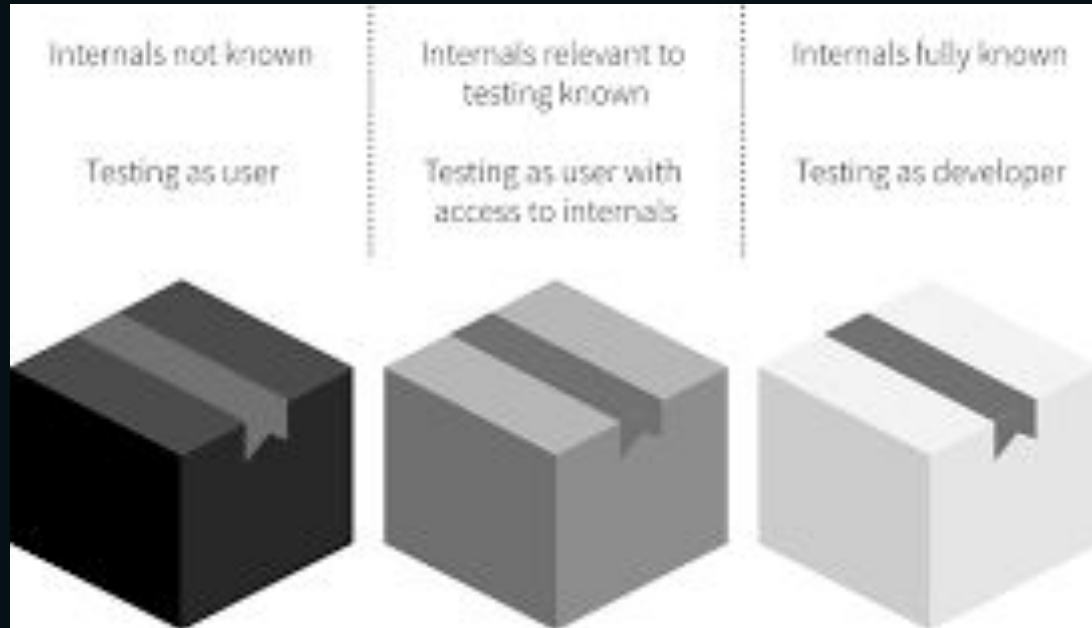 Internals not known
Testing as user
Internals relevant to
testing known
Testing as user with
access to internals
Internals fully known
Testing as developer